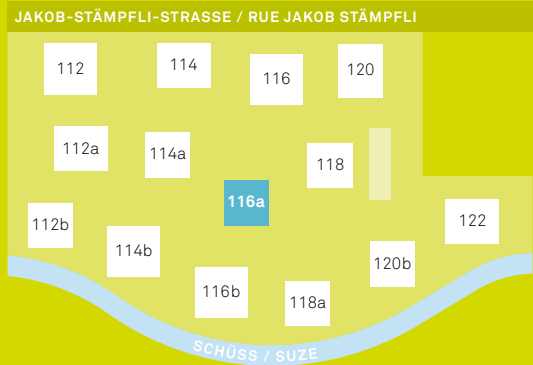 JAKOB-STÄMPFLI-STRASSE / RUE JAKOB STÄMPFLI
112
114
116
120
112a
114a
118
116a
112b
114b
122
120b
116b
118a
SCHÜSS / SUZE